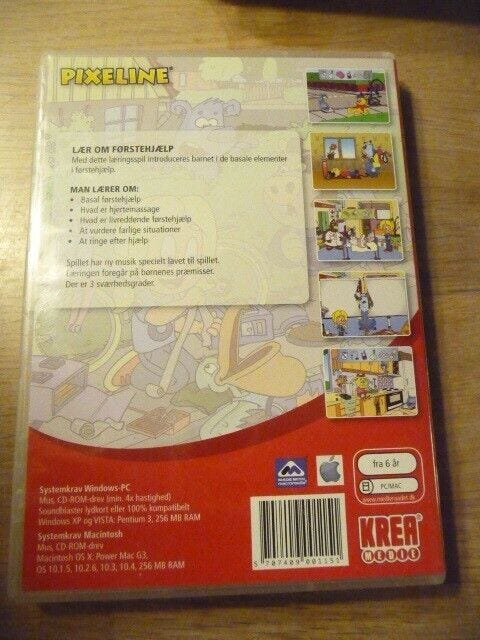 PIXELINE®
LÆR OM FØRSTEHJÆLP
Med dette læringsspil introduceres barnet i de basale elementer
i førstehjælp.
MAN LÆRER OM:
• Basal førstehjælp
• Hvad er hjertemassage
• Hvad er livreddende førstehjælp
• At vurdere farlige situationer
• At ringe efter hjælp
Spillet har ny musik specielt lavet til spillet.
Læringen foregår på børnenes præmisser.
Der er 3 sværhedsgrader.
Systemkrav Windows-PC
Mus, CD-ROM-drev (min. 4x hastighed)
Soundblaster lydkort eller 100% kompatibelt
Windows XP og VISTA: Pentium 3, 256 MB RAM
Systemkrav Macintosh
Mus, CD-ROM-drev
Macintosh OS X: Power Mac G3,
OS 10.1.5, 10.2.6, 10.3, 10.4, 256 MB RAM
fra 6 år
PC/MAC
www.medieraadet.dk
KREA
MEDIE
5 707409 001151